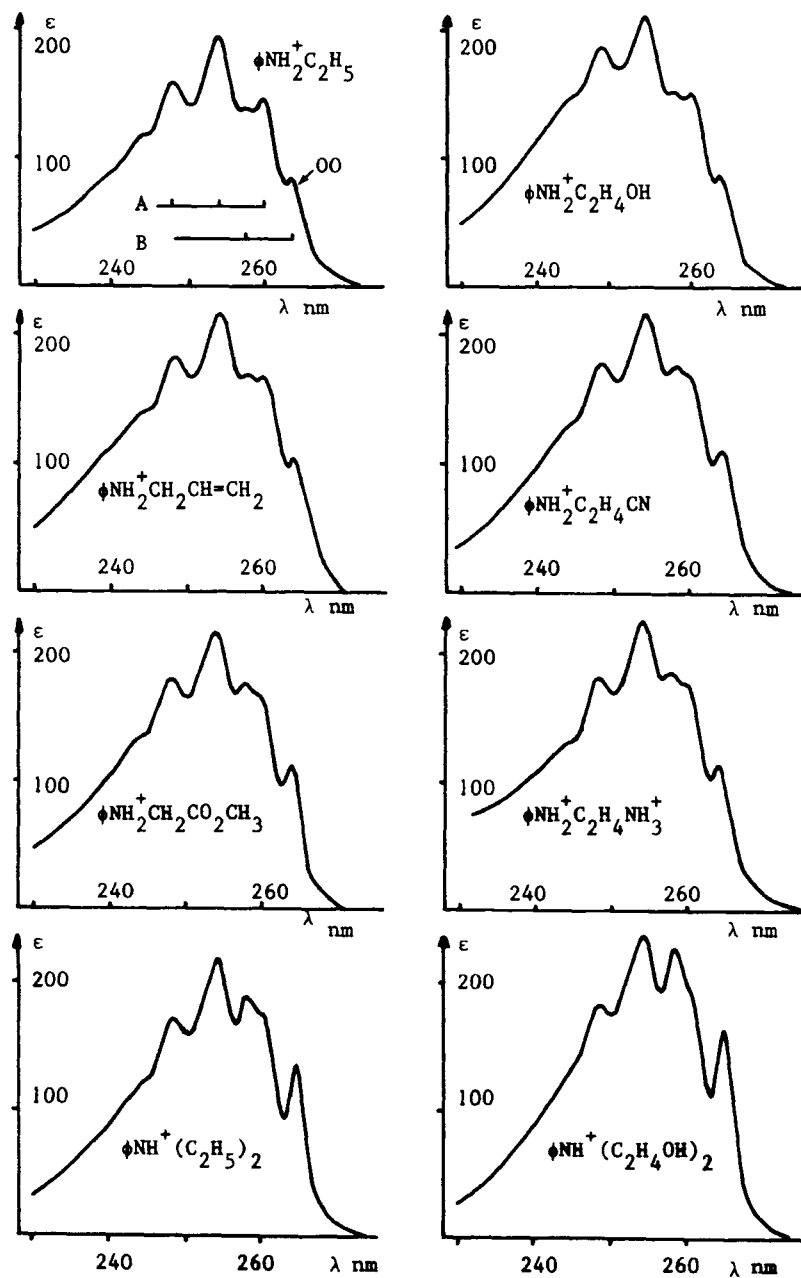 ε
200
φNH₂⁺C₂H₅
100
OO
A
B
240 260
λ nm
ε
200
100
φNH₂⁺C₂H₄OH
240 260
λ nm
ε
200
100
φNH₂⁺CH₂CH=CH₂
240 260
λ nm
ε
200
100
φNH₂⁺C₂H₄CN
240 260
λ nm
ε
200
100
φNH₂⁺CH₂CO₂CH₃
240 260
λ nm
ε
200
100
φNH₂⁺C₂H₄NH₃⁺
240 260
λ nm
ε
200
100
φNH⁺(C₂H₅)₂
240 260
λ nm
ε
200
100
φNH⁺(C₂H₄OH)₂
240 260
λ nm